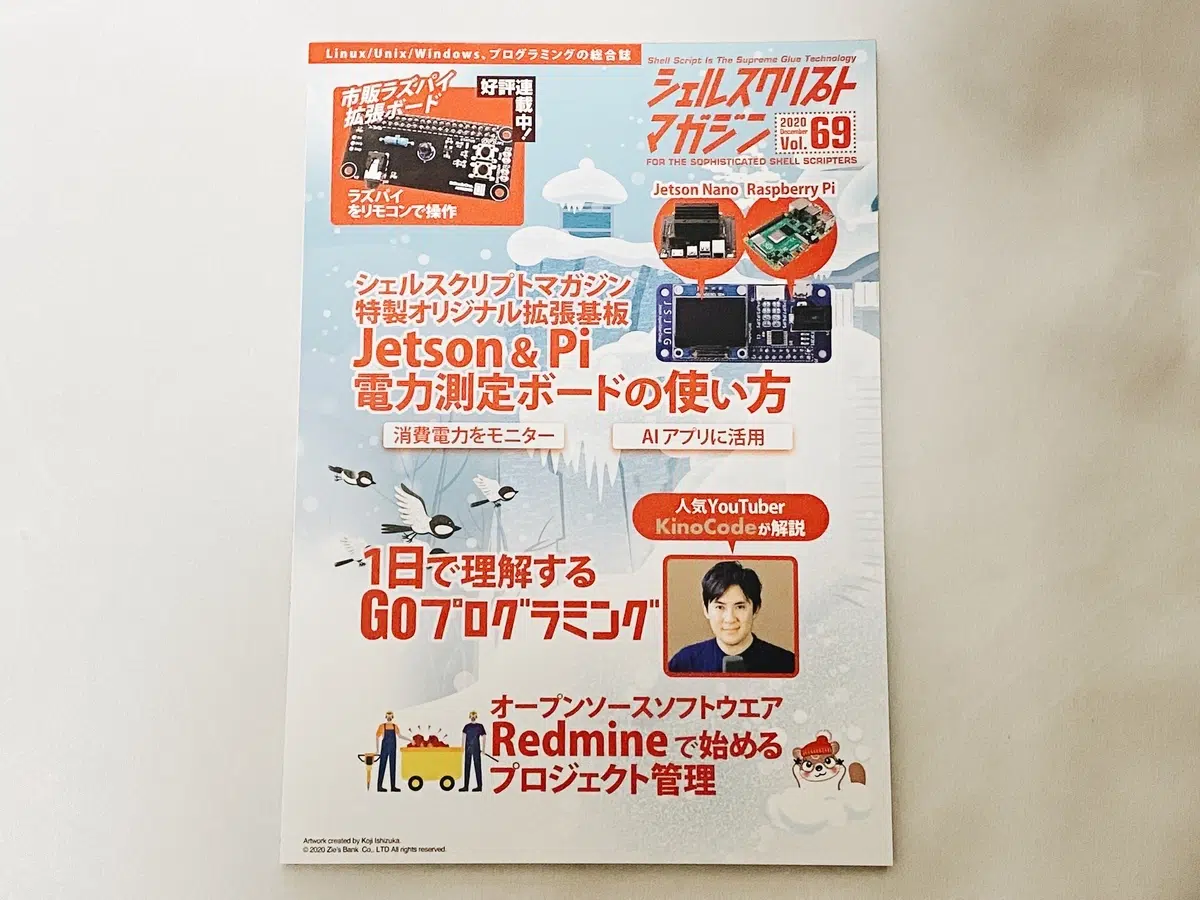 Linux/Unix/Windows、プログラミングの総合誌
Shell Script Is The Supreme Glue Technology
シェルスクリプト
マガジン
2020
December
Vol. 69
FOR THE SOPHISTICATED SHELL SCRIPTERS
市販ラズパイ
拡張ボード
好評連載中!
ラズパイ
をリモコンで操作
Jetson Nano Raspberry Pi
JSJUG
シェルスクリプトマガジン
特製オリジナル拡張基板
Jetson & Pi
電力測定ボードの使い方
消費電力をモニター
AIアプリに活用
人気YouTuber
KinoCodeが解説
1日で理解する
Goプログラミング
オープンソースソフトウエア
Redmineで始める
プロジェクト管理
Artwork created by Koji Ishizuka.
© 2020 Zie's Bank Co., LTD All rights reserved.